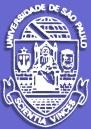 UNIVERSIDADE DE SÃO PAULO
SCIENTIA VINCES